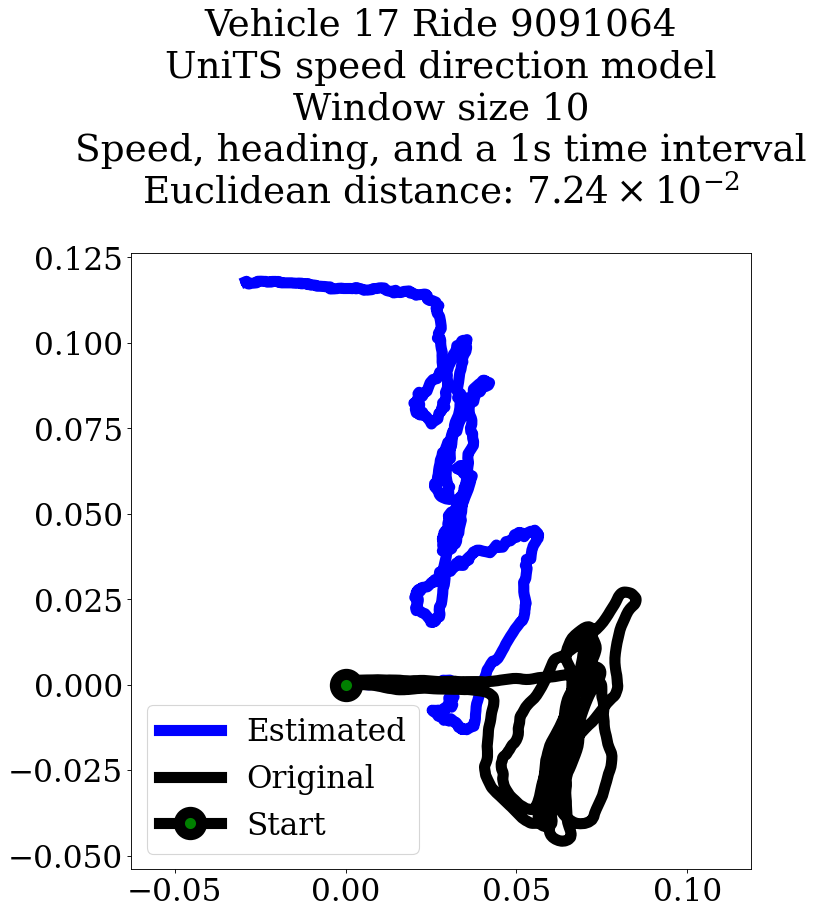 Vehicle 17 Ride 9091064
UniTS speed direction model
Window size 10
Speed, heading, and a 1s time interval
Euclidean distance: 7.24 × 10⁻²
0.125
0.100
0.075
0.050
0.025
0.000
−0.025
−0.050
Estimated
Original
Start
−0.05 0.00 0.05 0.10